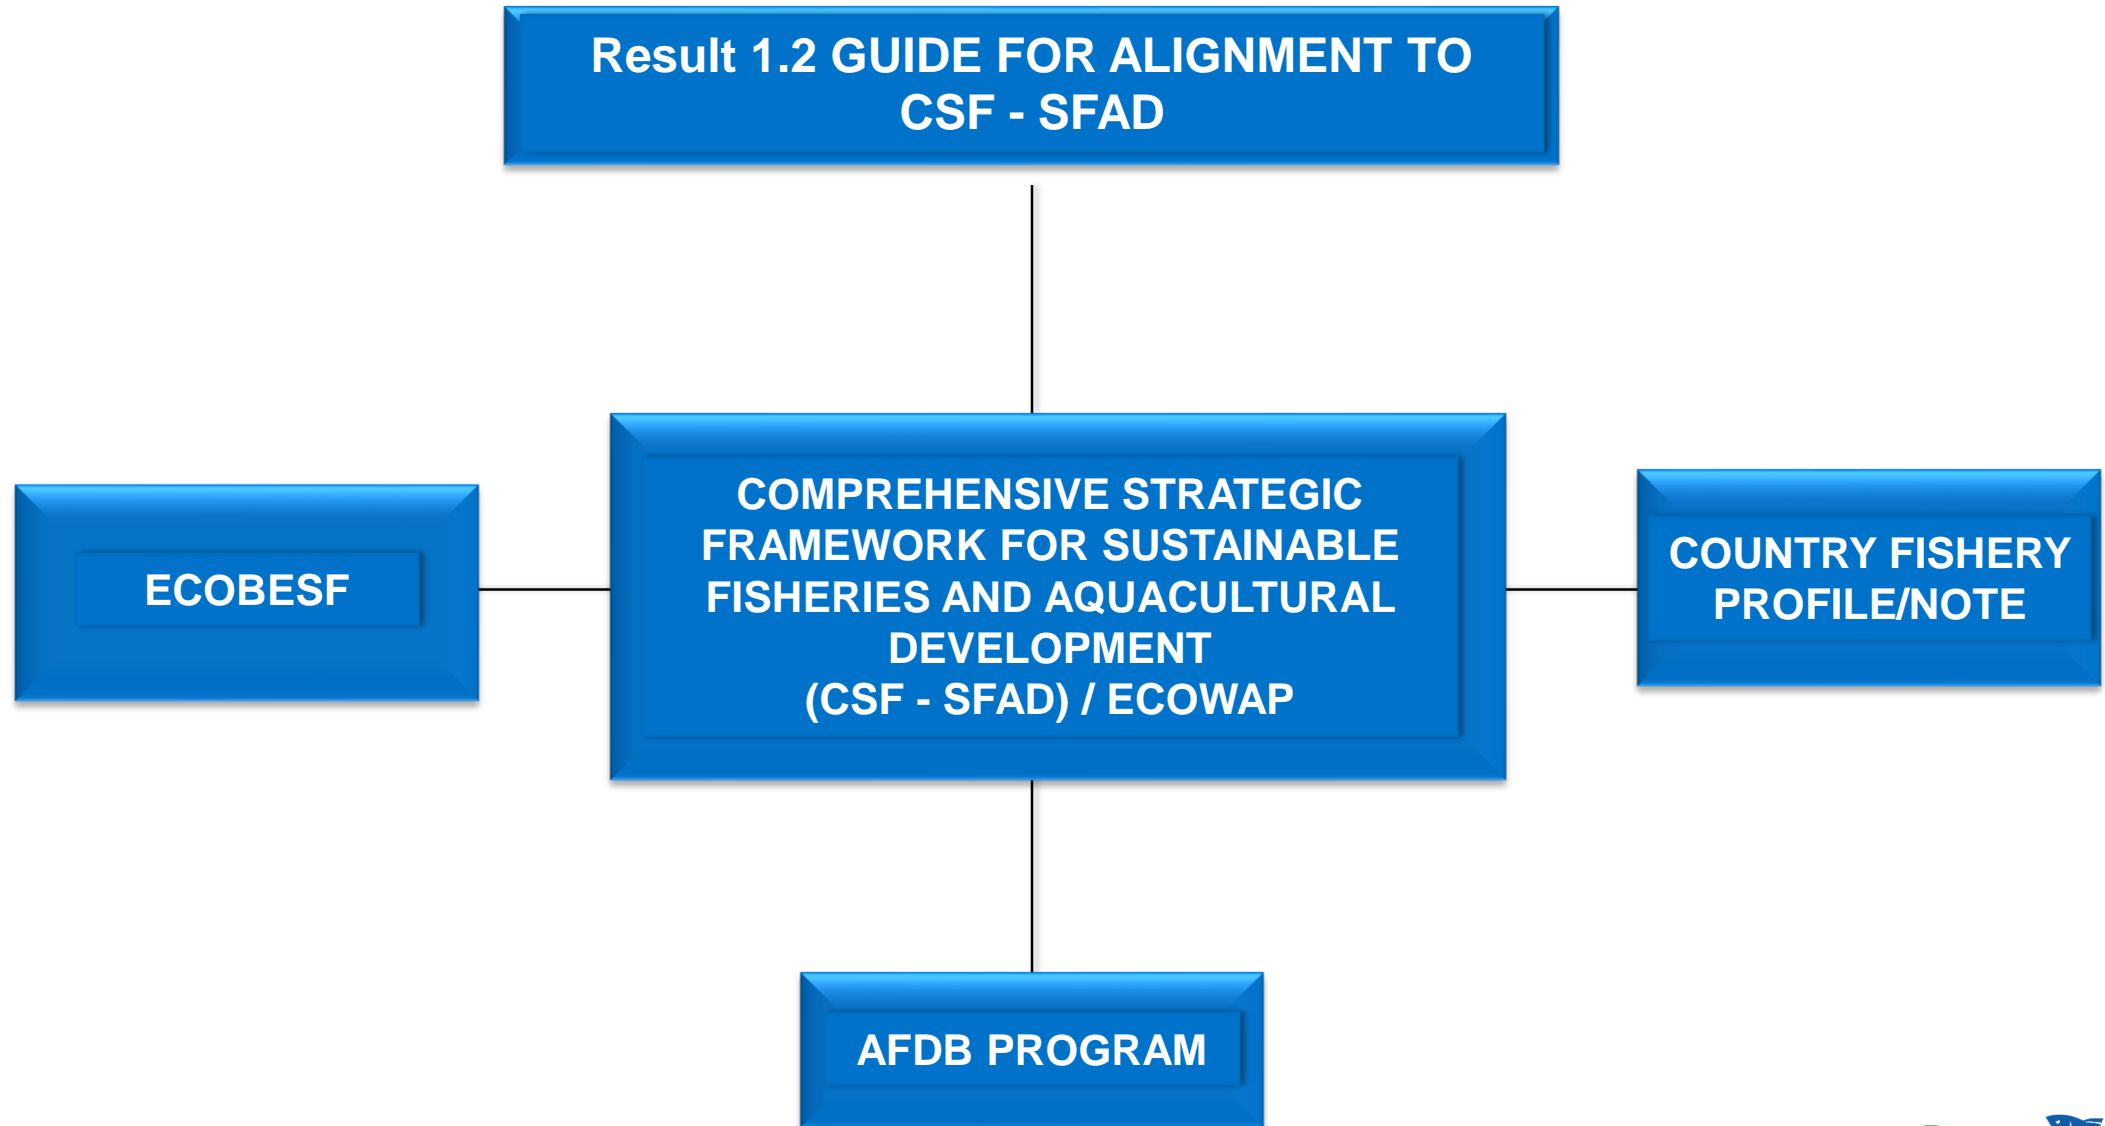 Result 1.2 GUIDE FOR ALIGNMENT TO
CSF - SFAD
ECOBESF
COMPREHENSIVE STRATEGIC
FRAMEWORK FOR SUSTAINABLE
FISHERIES AND AQUACULTURAL
DEVELOPMENT
(CSF - SFAD) / ECOWAP
COUNTRY FISHERY
PROFILE/NOTE
AFDB PROGRAM